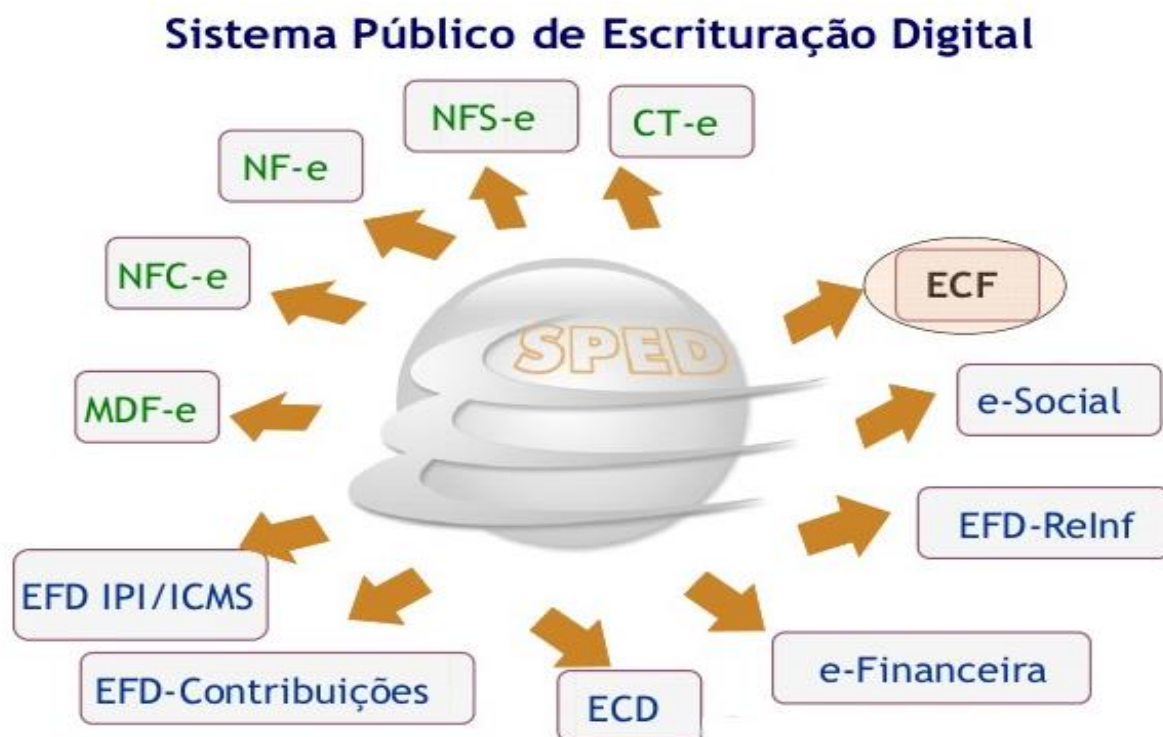 Sistema Público de Escrituração Digital
NFS-e
CT-e
NF-e
NFC-e
ECF
SPED
MDF-e
e-Social
EFD-ReInf
EFD IPI/ICMS
e-Financeira
EFD-Contribuições
ECD